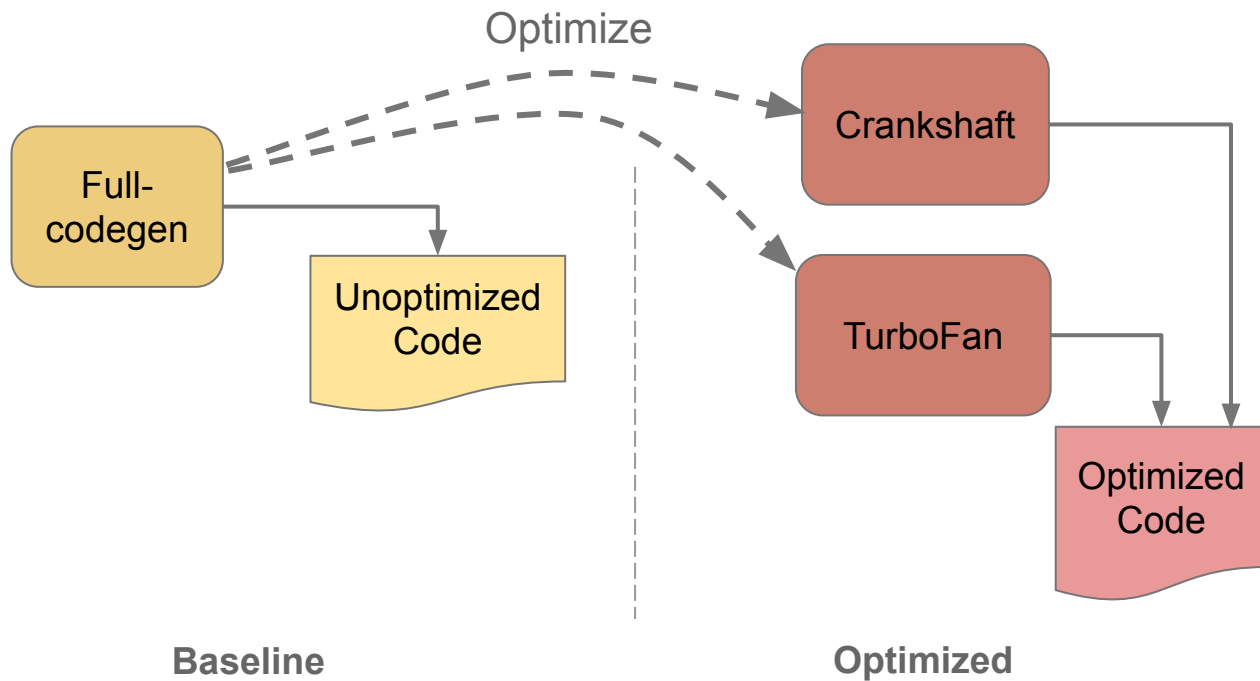 Optimize
Full-
codegen
Crankshaft
Unoptimized
Code
TurboFan
Optimized
Code
Baseline
Optimized